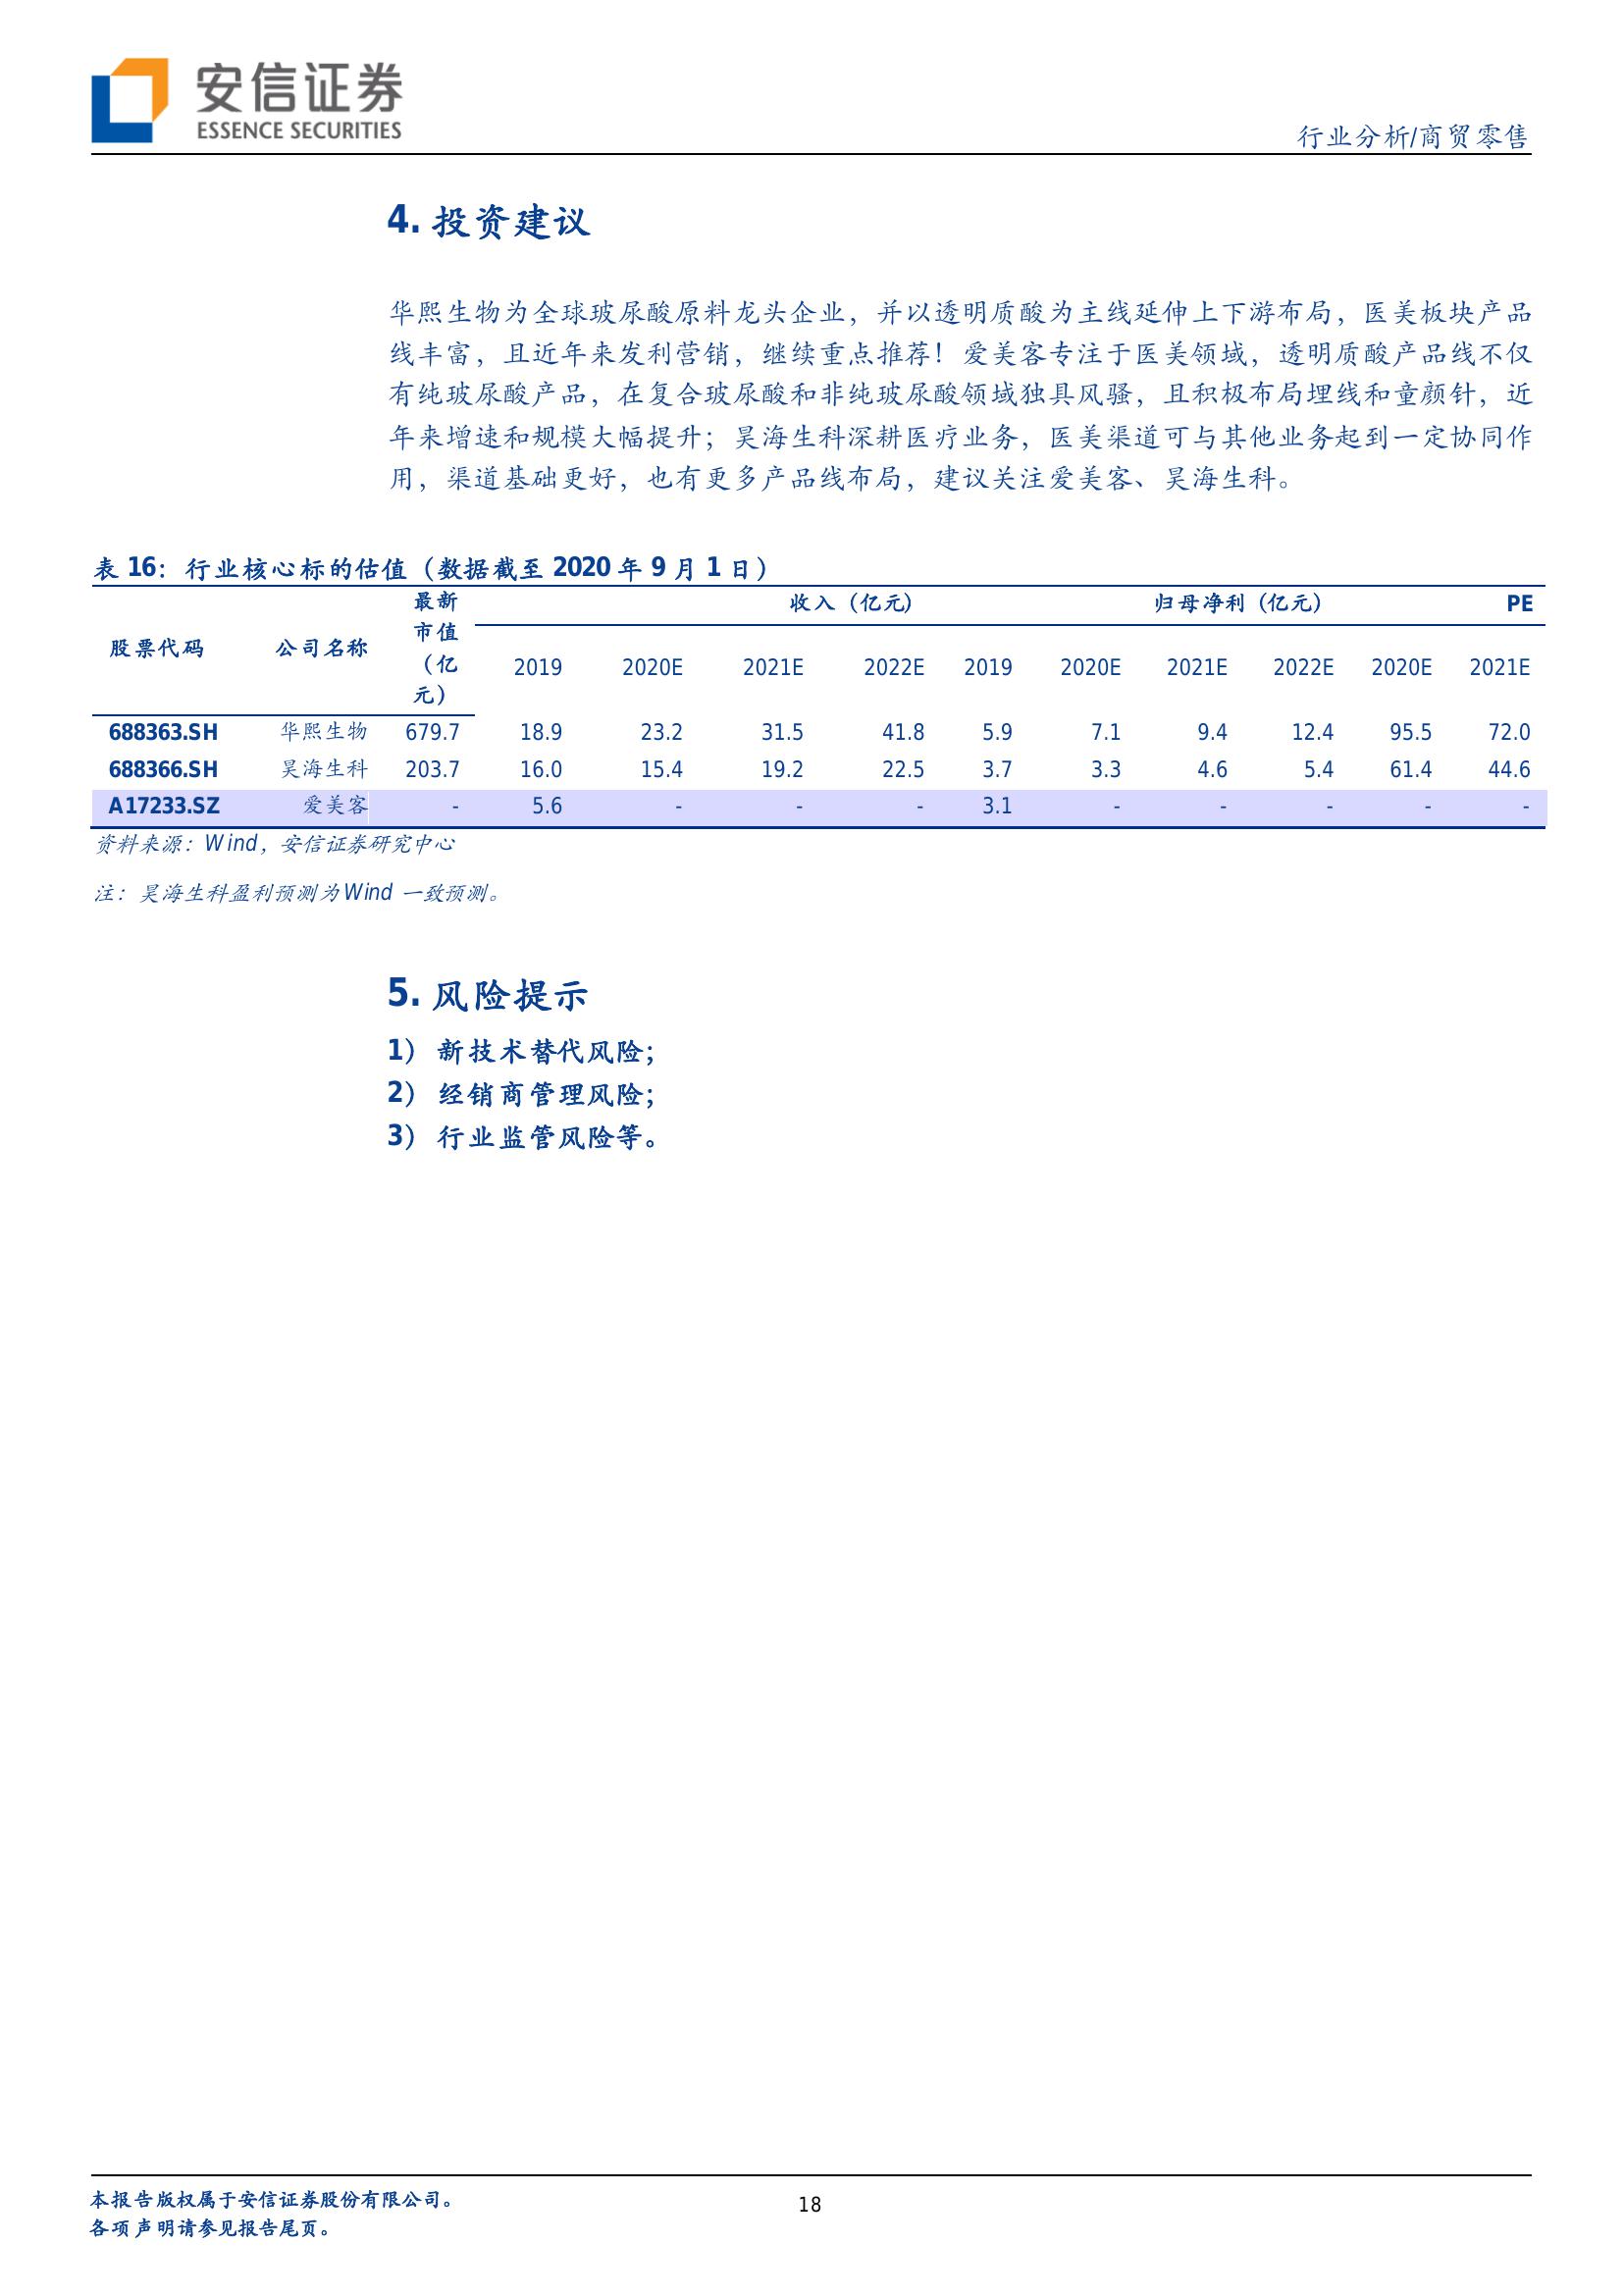 安信证券
ESSENCE SECURITIES
行业分析/商贸零售
4. 投资建议
华熙生物为全球玻尿酸原料龙头企业，并以透明质酸为主线延伸上下游布局，医美板块产品
线丰富，且近年来发利营销，继续重点推荐！爱美客专注于医美领域，透明质酸产品线不仅
有纯玻尿酸产品，在复合玻尿酸和非纯玻尿酸领域独具风骚，且积极布局埋线和童颜针，近
年来增速和规模大幅提升；昊海生科深耕医疗业务，医美渠道可与其他业务起到一定协同作
用，渠道基础更好，也有更多产品线布局，建议关注爱美客、昊海生科。
表 16：行业核心标的估值（数据截至 2020 年 9 月 1 日）
股票代码 公司名称 最新市值（亿元） 收入（亿元） 归母净利（亿元） PE
2019 2020E 2021E 2022E 2019 2020E 2021E 2022E 2020E 2021E
688363.SH 华熙生物 679.7 18.9 23.2 31.5 41.8 5.9 7.1 9.4 12.4 95.5 72.0
688366.SH 昊海生科 203.7 16.0 15.4 19.2 22.5 3.7 3.3 4.6 5.4 61.4 44.6
A17233.SZ 爱美客 - 5.6 - - - 3.1 - - - - -
资料来源：Wind，安信证券研究中心
注：昊海生科盈利预测为Wind 一致预测。
5. 风险提示
1） 新技术替代风险；
2） 经销商管理风险；
3） 行业监管风险等。
本报告版权属于安信证券股份有限公司。
18
各项声明请参见报告尾页。